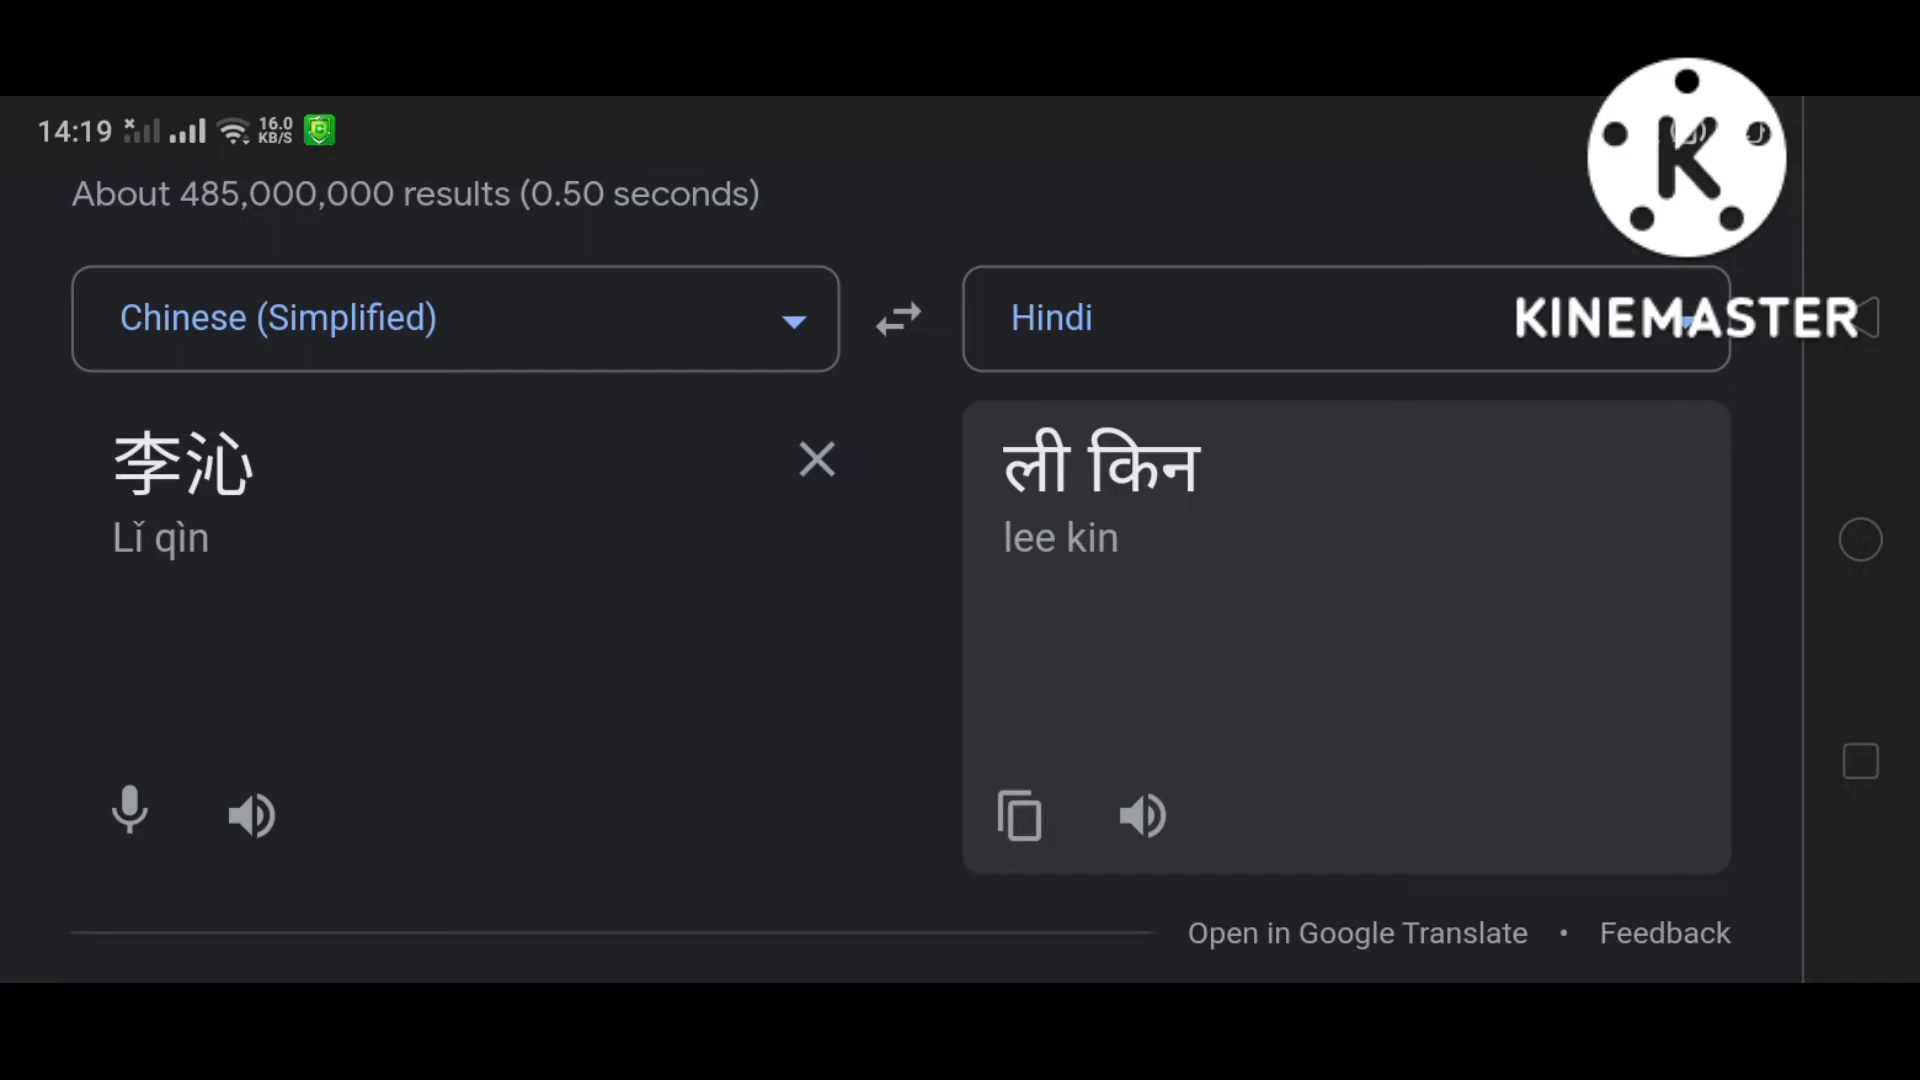 14:19 16.0 KB/S
About 485,000,000 results (0.50 seconds)
Chinese (Simplified)
Hindi
KINEMASTER
李沁
Lǐ qìn
ली किन
lee kin
Open in Google Translate • Feedback